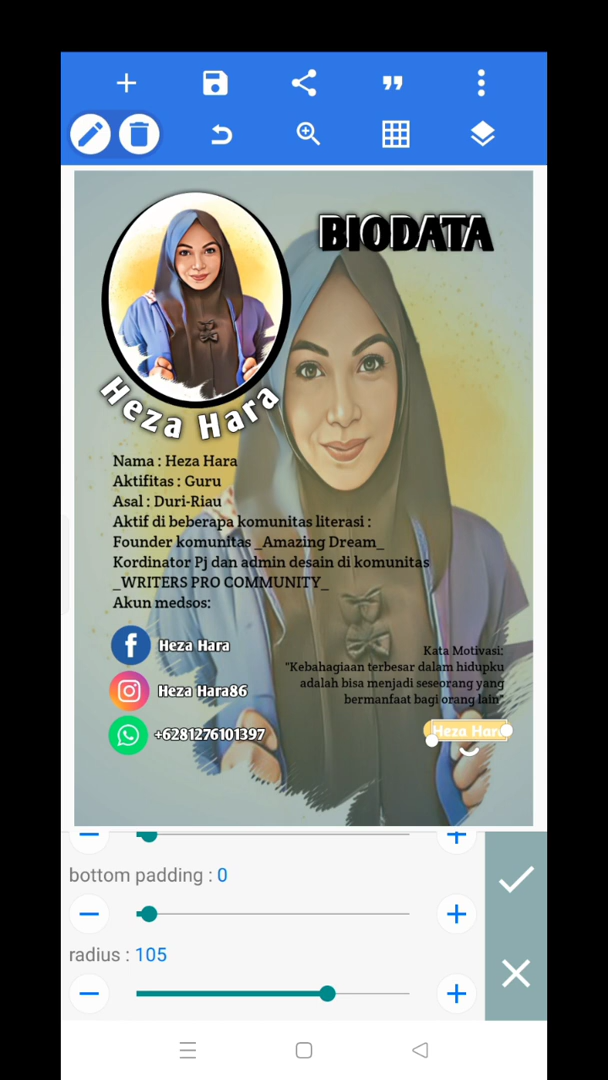 BIODATA
Heza Hara
Nama : Heza Hara
Aktifitas : Guru
Asal : Duri-Riau
Aktif di beberapa komunitas literasi :
Founder komunitas _Amazing Dream_
Kordinator Pj dan admin desain di komunitas
_WRITERS PRO COMMUNITY_
Akun medsos:
Heza Hara
Heza Hara86
+6281276101397
Kata Motivasi:
"Kebahagiaan terbesar dalam hidupku
adalah bisa menjadi seseorang yang
bermanfaat bagi orang lain"
Heza Hara
bottom padding : 0
radius : 105